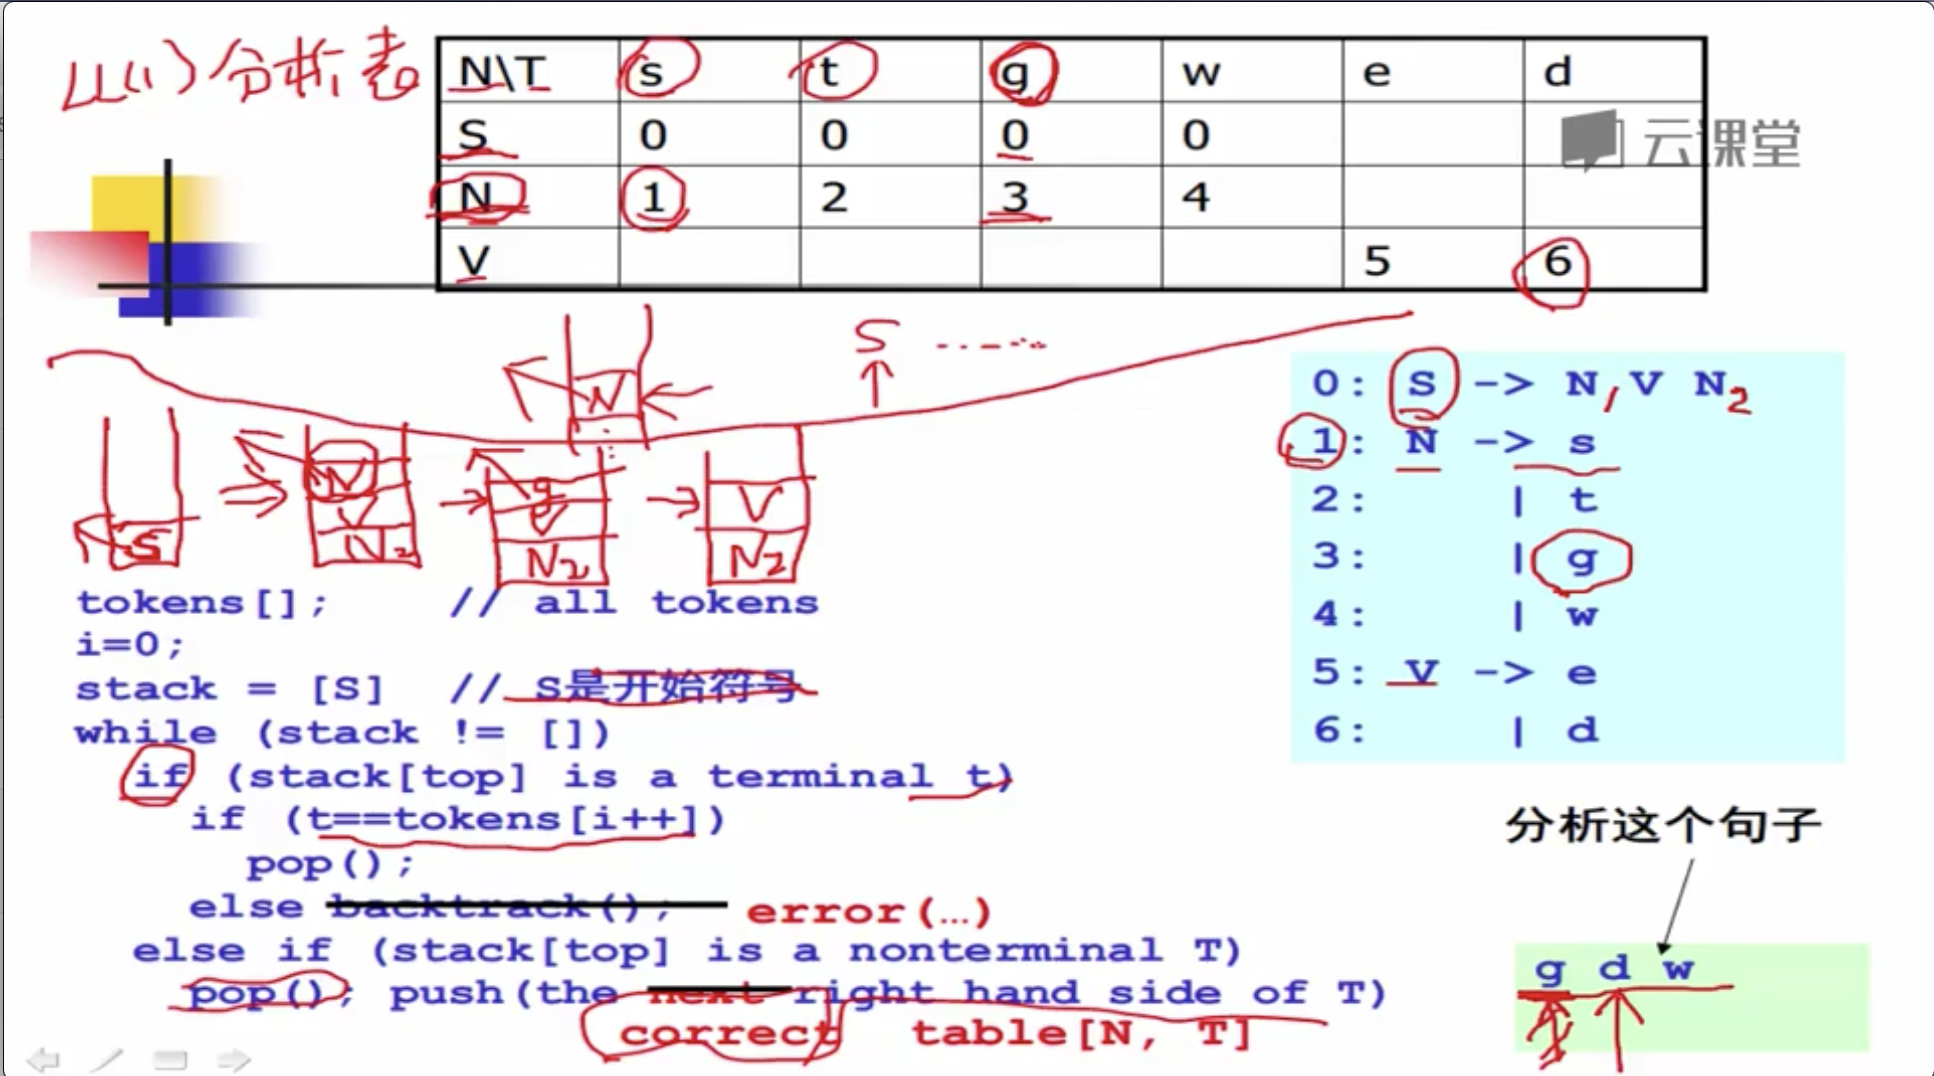 LL(1)分析表
N\T s t g w e d
S 0 0 0 0
云课堂
N 1 2 3 4
V 5 6
N
S ......
S
N V N2
g V N2
V N2
0: S -> N1 V N2
1: N -> s
2: | t
3: | g
4: | w
5: V -> e
6: | d
tokens[]; // all tokens
i=0;
stack = [S] // S是开始符号
while (stack != [])
if (stack[top] is a terminal t)
if (t==tokens[i++])
pop();
else backtrack(); error(…)
else if (stack[top] is a nonterminal T)
pop(); push(the next right hand side of T)
correct table[N, T]
分析这个句子
g d w